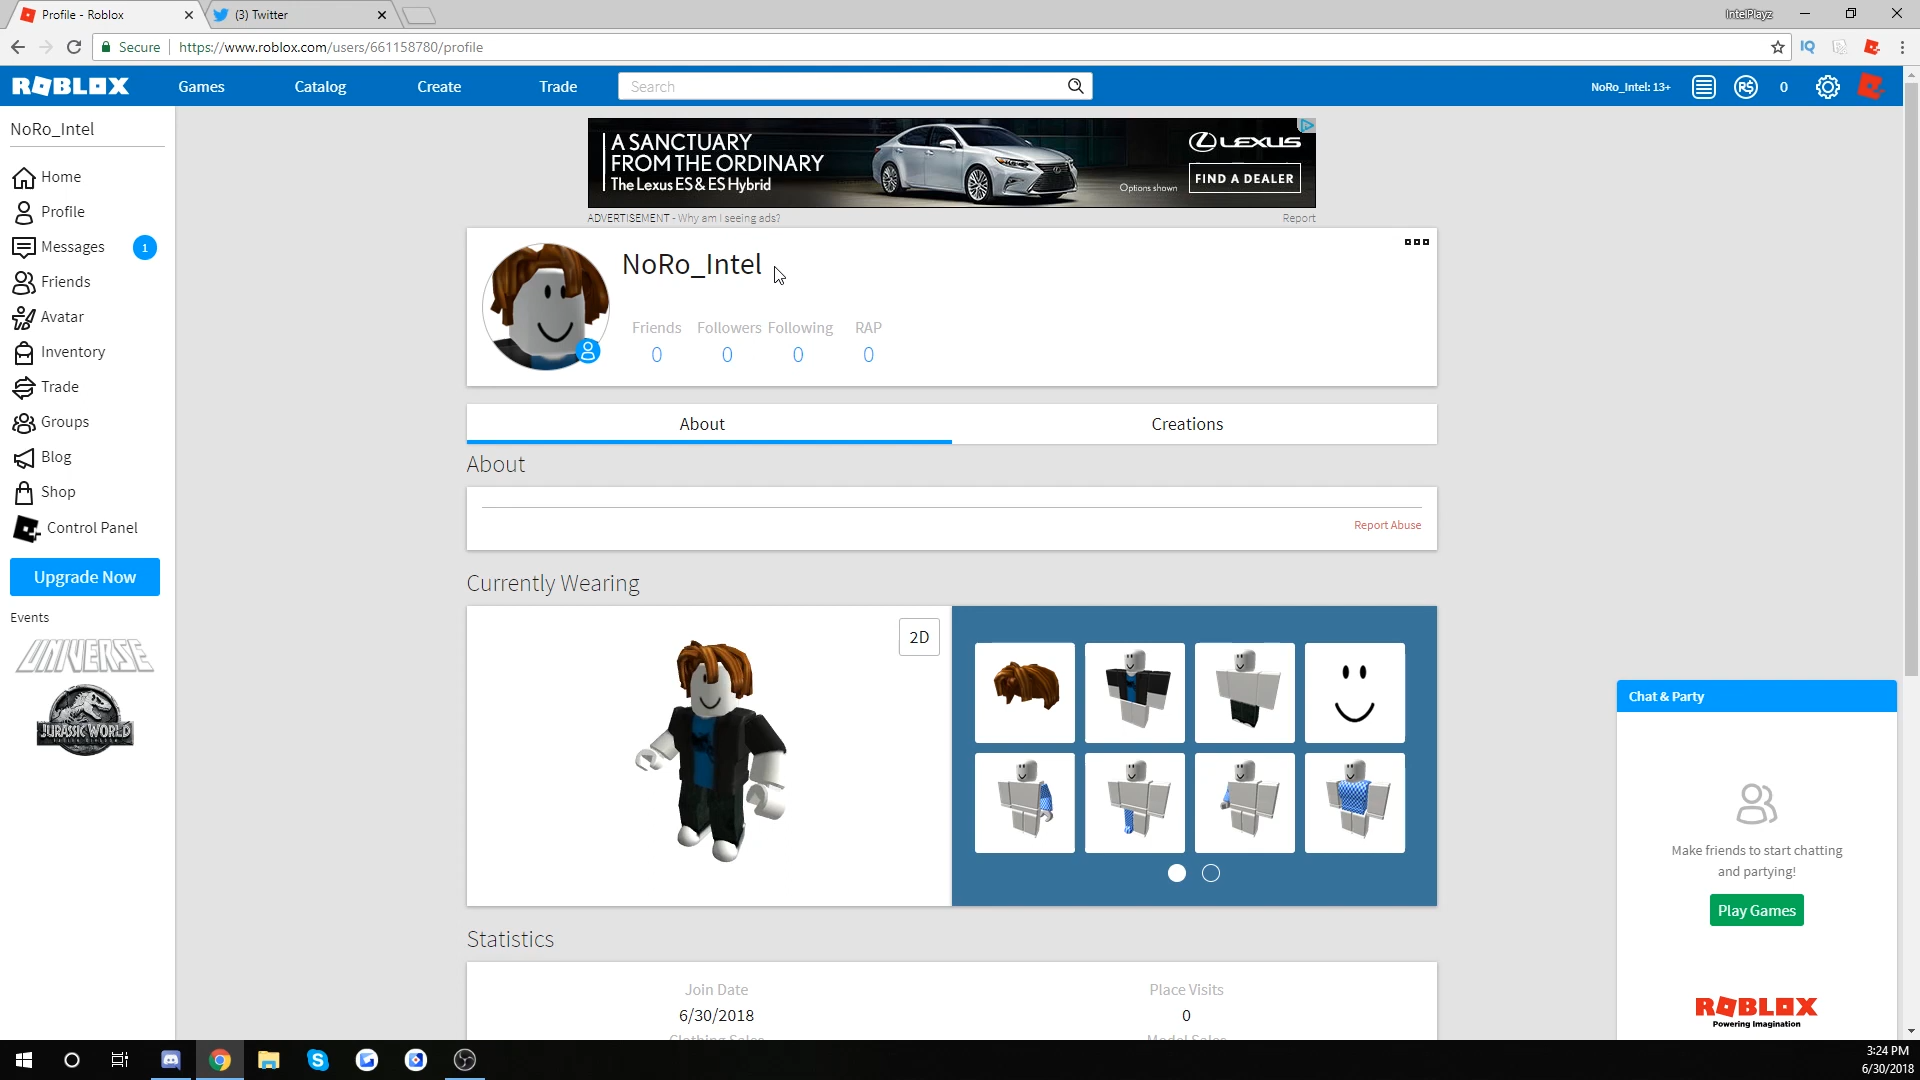 Profile - Roblox
(3) Twitter
IntelPlayz
Secure
https://www.roblox.com/users/661158780/profile
IQ
ROBLOX
Games
Catalog
Create
Trade
Search
NoRo_Intel: 13+
R$
0
NoRo_Intel
Home
Profile
Messages
1
Friends
Avatar
Inventory
Trade
Groups
Blog
Shop
Control Panel
Upgrade Now
Events
UNIVERSE
JURASSIC WORLD
A SANCTUARY
FROM THE ORDINARY
The Lexus ES & ES Hybrid
Options shown
LEXUS
FIND A DEALER
ADVERTISEMENT - Why am I seeing ads?
Report
NoRo_Intel
Friends Followers Following RAP
0 0 0 0
About
Creations
About
Report Abuse
Currently Wearing
2D
Statistics
Join Date
Place Visits
6/30/2018
0
Clothing Sales
Model Sales
Chat & Party
Make friends to start chatting
and partying!
Play Games
ROBLOX
Powering Imagination
3:24 PM
6/30/2018